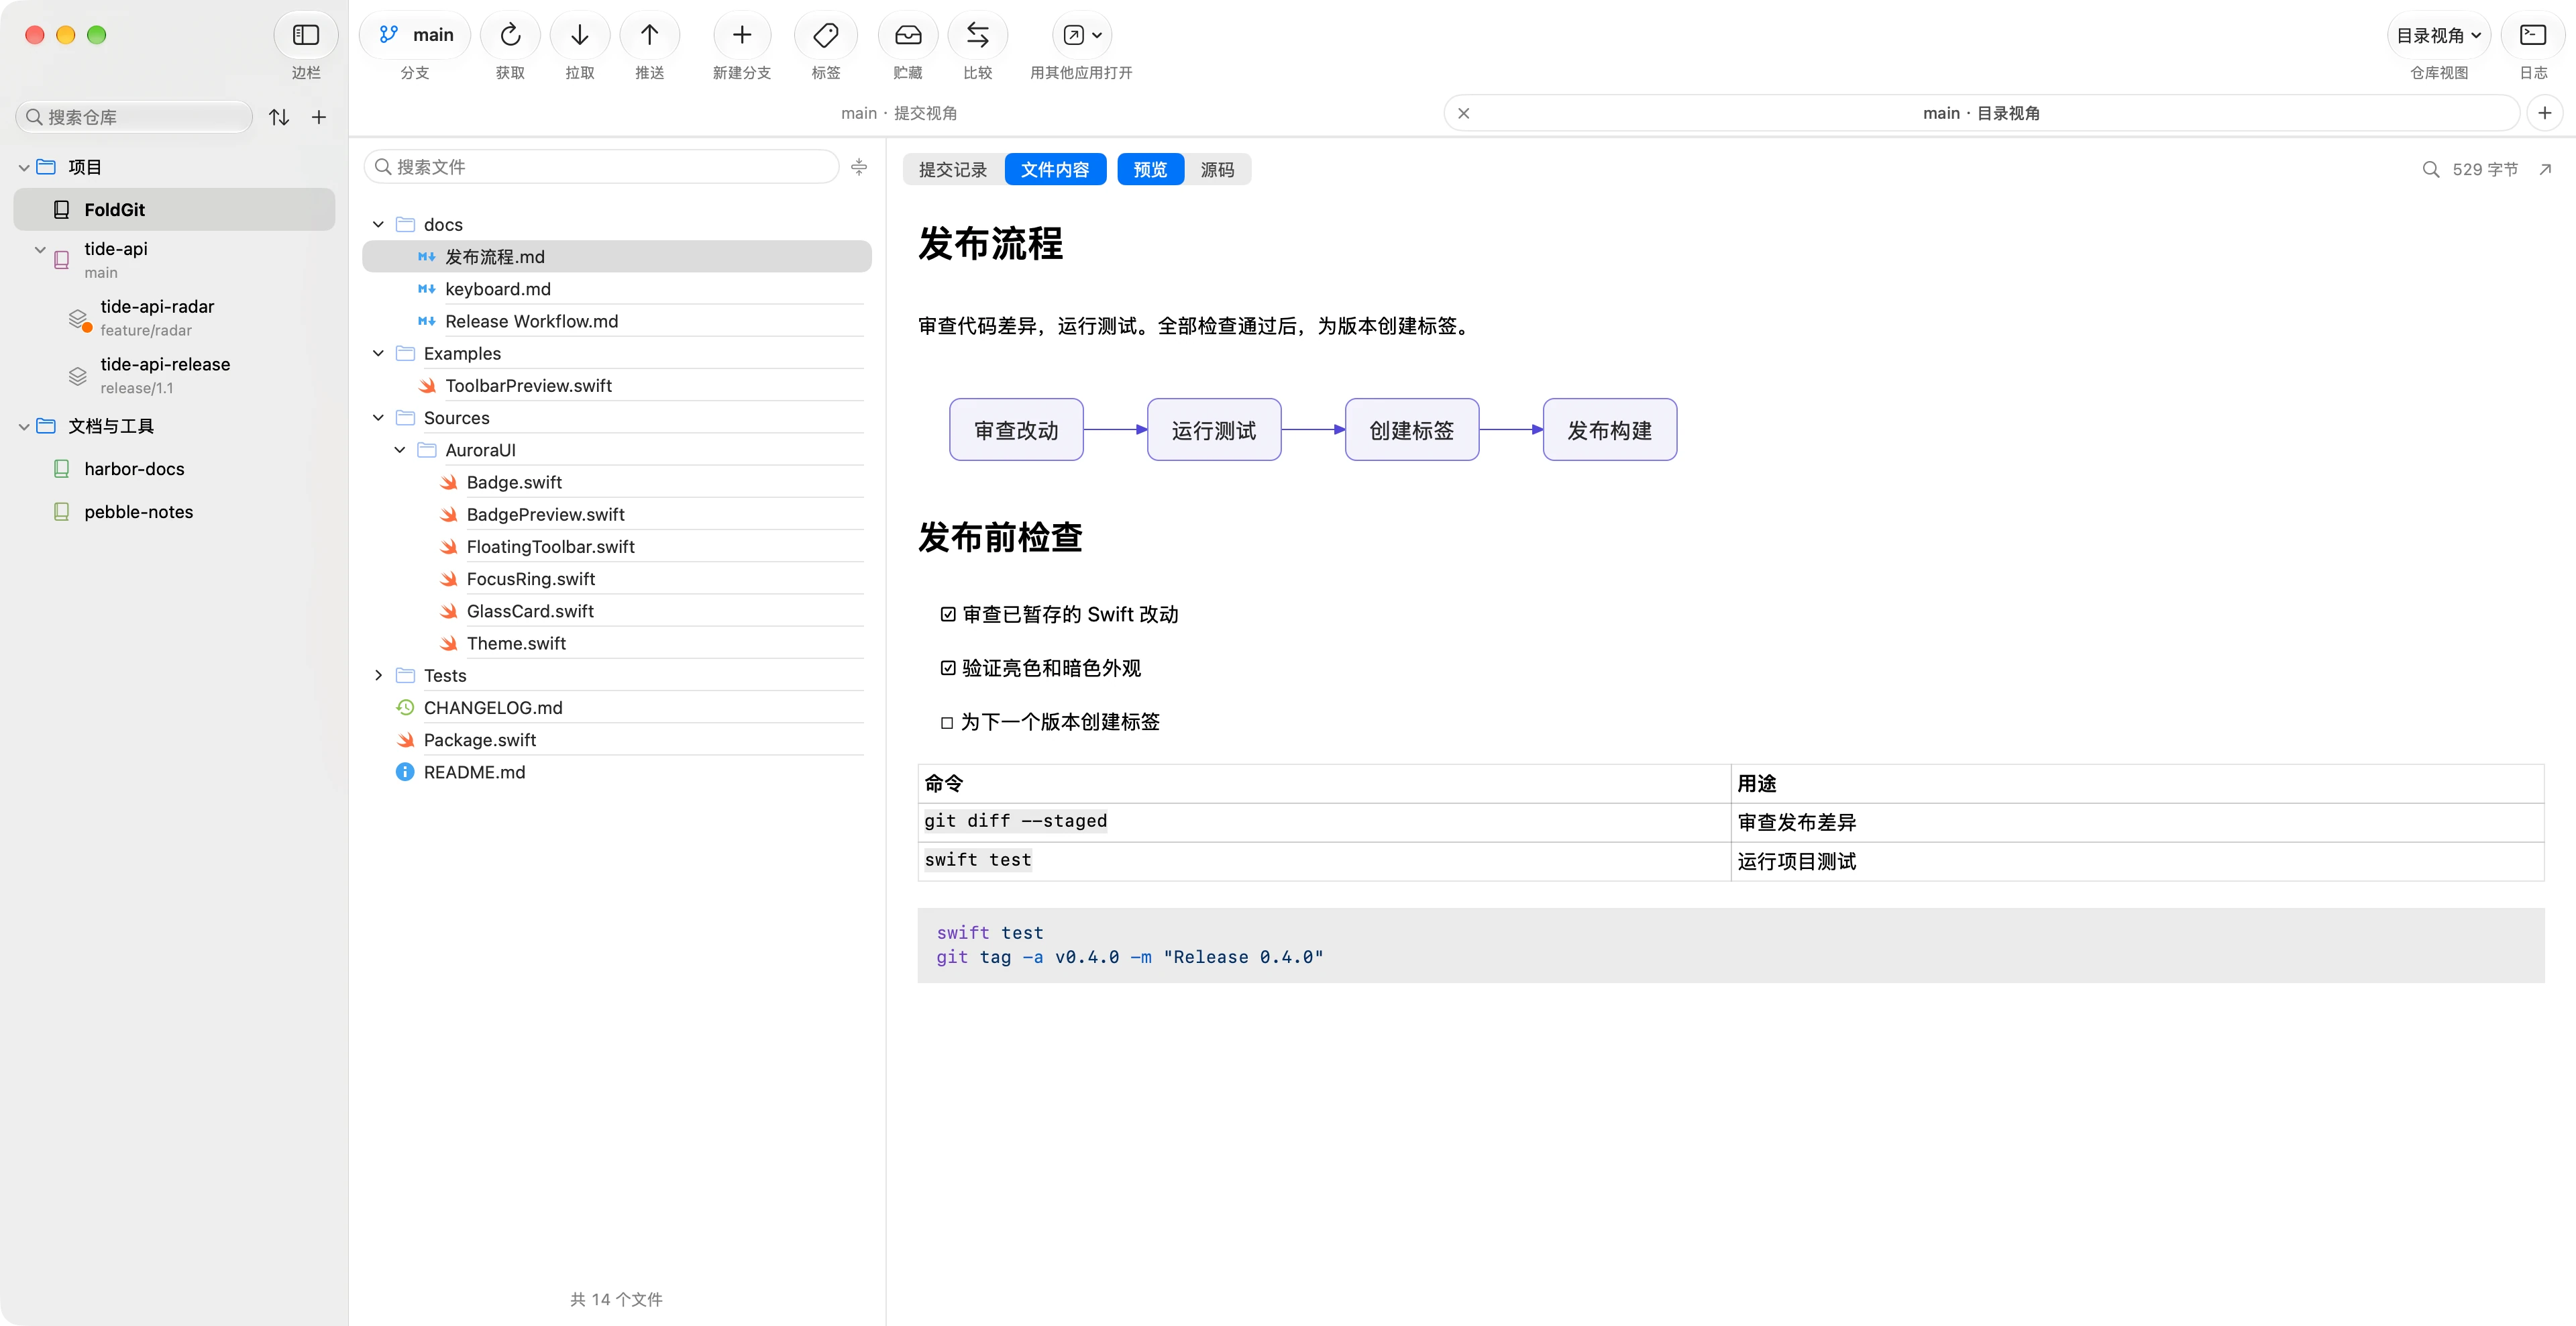 边栏
main
分支
获取
拉取
推送
新建分支
标签
贮藏
比较
用其他应用打开
目录视角
仓库视图
日志
搜索仓库
项目
FoldGit
tide-api
main
tide-api-radar
feature/radar
tide-api-release
release/1.1
文档与工具
harbor-docs
pebble-notes
main · 提交视角
main · 目录视角
搜索文件
docs
发布流程.md
keyboard.md
Release Workflow.md
Examples
ToolbarPreview.swift
Sources
AuroraUI
Badge.swift
BadgePreview.swift
FloatingToolbar.swift
FocusRing.swift
GlassCard.swift
Theme.swift
Tests
CHANGELOG.md
Package.swift
README.md
共 14 个文件
提交记录 文件内容 预览 源码
529 字节
发布流程
审查代码差异，运行测试。全部检查通过后，为版本创建标签。
审查改动 运行测试 创建标签 发布构建
发布前检查
审查已暂存的 Swift 改动
验证亮色和暗色外观
为下一个版本创建标签
命令 用途
git diff --staged 审查发布差异
swift test 运行项目测试
swift test
git tag -a v0.4.0 -m "Release 0.4.0"